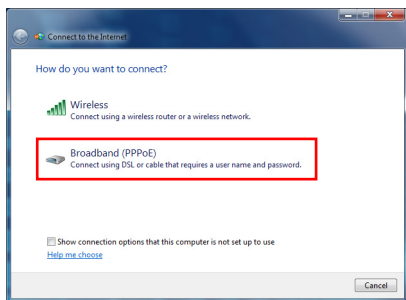 Connect to the Internet
How do you want to connect?
Wireless
Connect using a wireless router or a wireless network.
Broadband (PPPoE)
Connect using DSL or cable that requires a user name and password.
Show connection options that this computer is not set up to use
Help me choose
Cancel